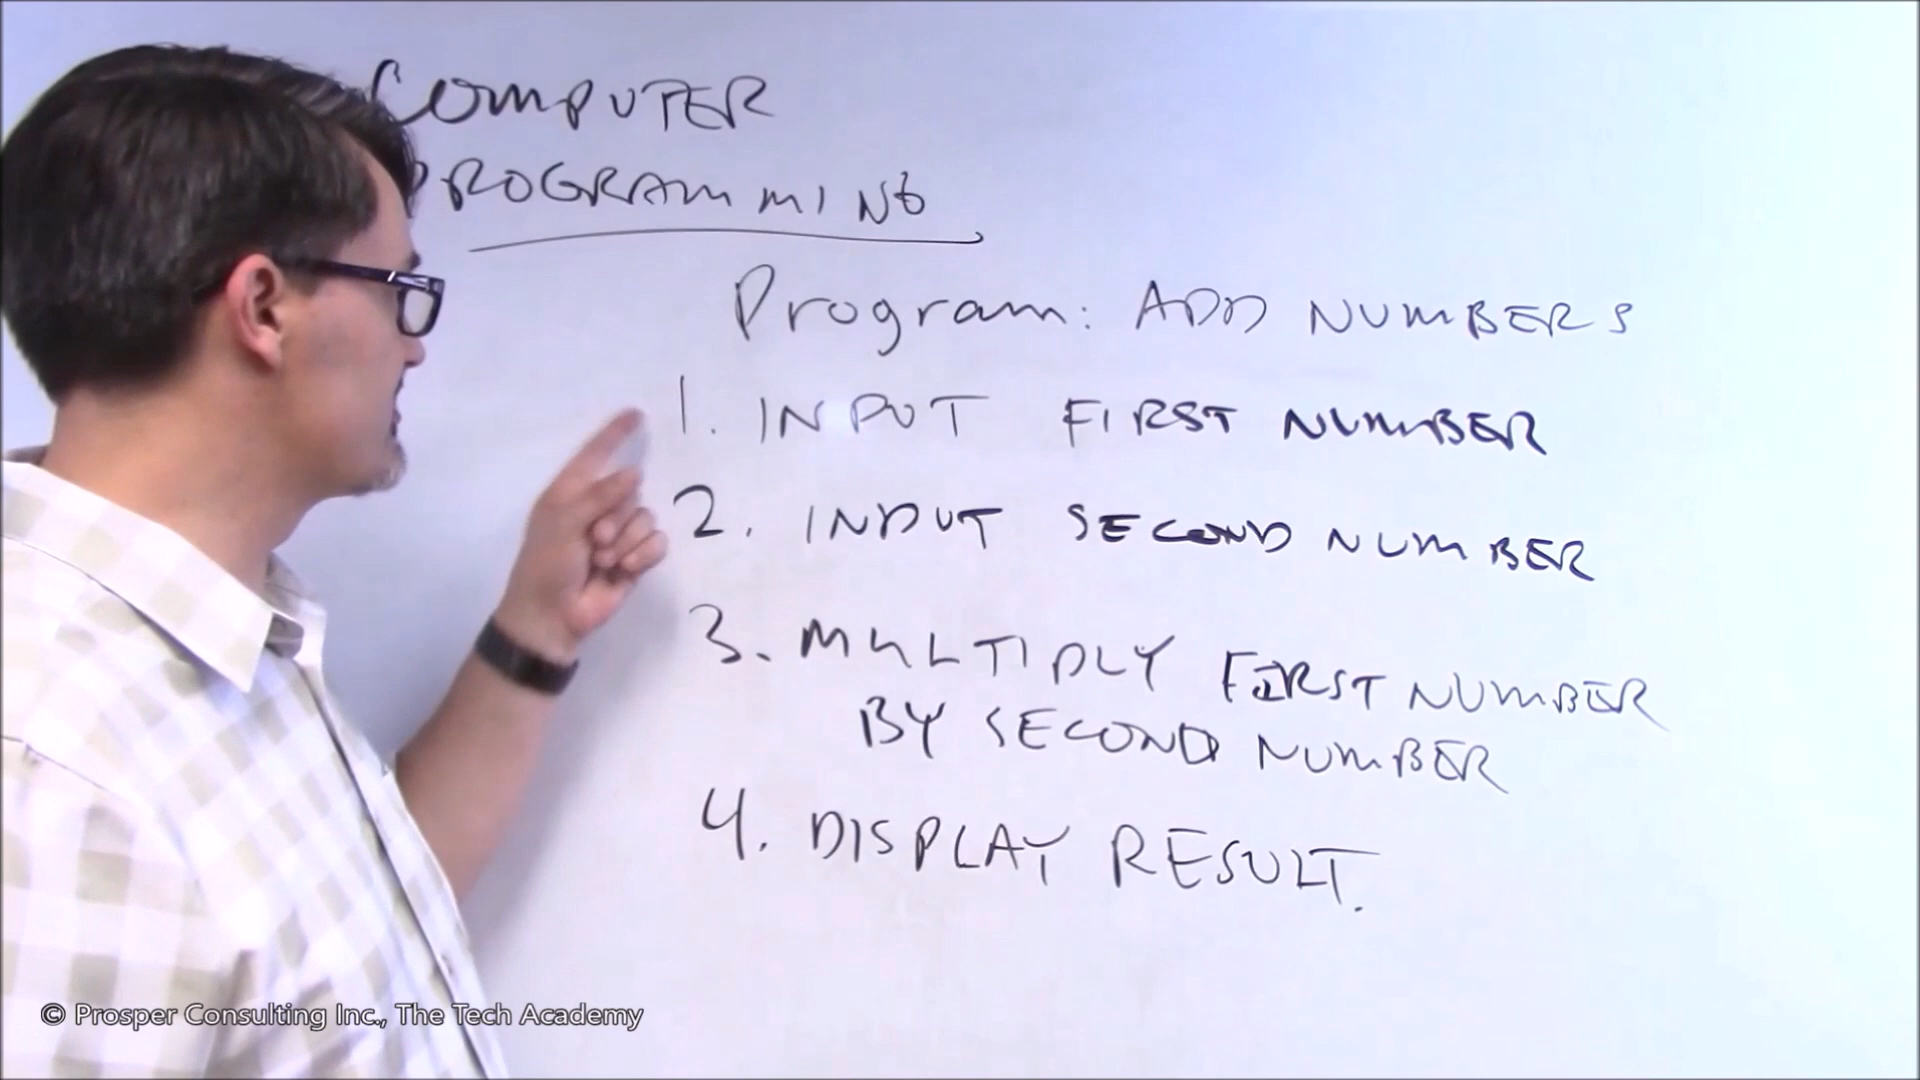 COMPUTER
PROGRAMMING
Program: ADD NUMBERS
1. INPUT FIRST NUMBER
2. INPUT SECOND NUMBER
3. MULTIPLY FIRST NUMBER
BY SECOND NUMBER
4. DISPLAY RESULT.
© Prosper Consulting Inc., The Tech Academy